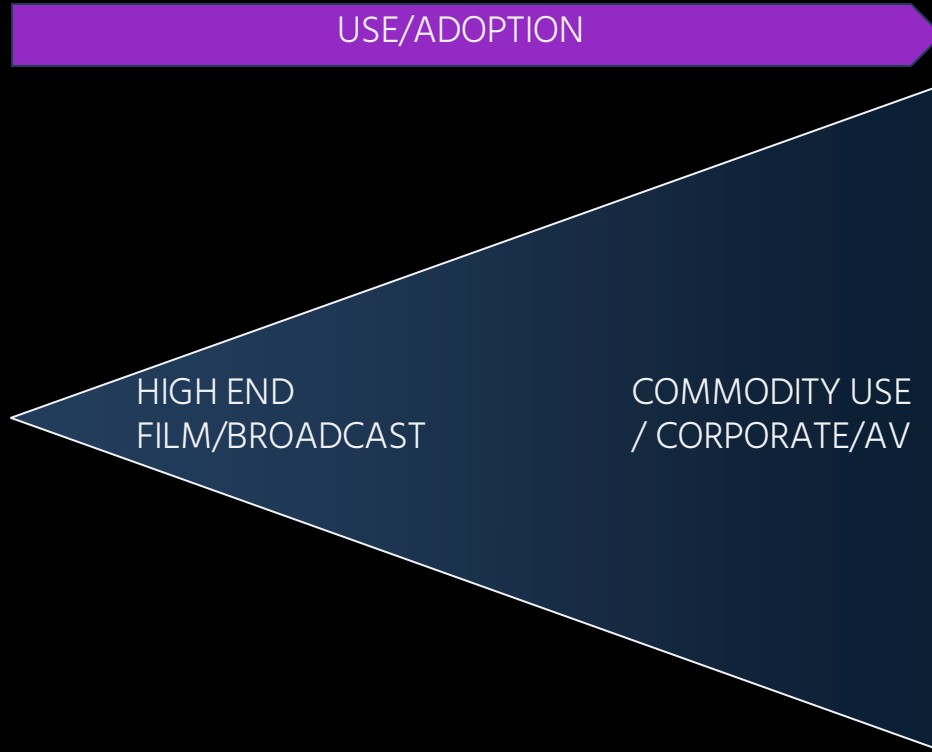 USE/ADOPTION
HIGH END
FILM/BROADCAST
COMMODITY USE
/ CORPORATE/AV